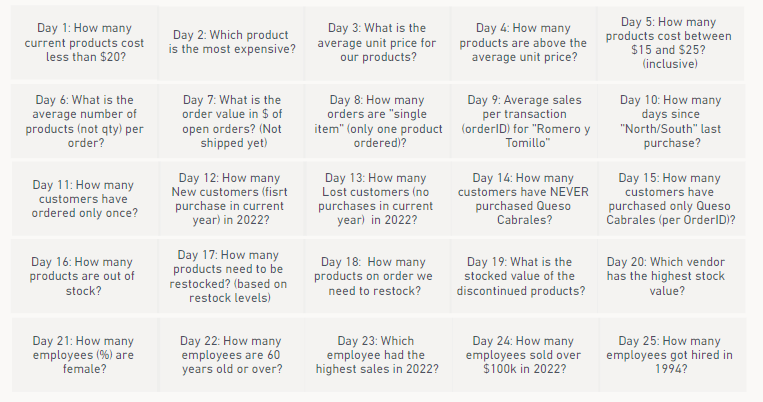 Day 1: How many
current products cost
less than $20?
Day 2: Which product
is the most expensive?
Day 3: What is the
average unit price for
our products?
Day 4: How many
products are above the
average unit price?
Day 5: How many
products cost between
$15 and $25?
(inclusive)
Day 6: What is the
average number of
products (not qty) per
order?
Day 7: What is the
order value in $ of
open orders? (Not
shipped yet)
Day 8: How many
orders are "single
item" (only one product
ordered)?
Day 9: Average sales
per transaction
(orderID) for "Romero y
Tomillo"
Day 10: How many
days since
"North/South" last
purchase?
Day 11: How many
customers have
ordered only once?
Day 12: How many
New customers (fisrt
purchase in current
year) in 2022?
Day 13: How many
Lost customers (no
purchases in current
year)  in 2022?
Day 14: How many
customers have NEVER
purchased Queso
Cabrales?
Day 15: How many
customers have
purchased only Queso
Cabrales (per OrderID)?
Day 16: How many
products are out of
stock?
Day 17: How many
products need to be
restocked? (based on
restock levels)
Day 18:  How many
products on order we
need to restock?
Day 19: What is the
stocked value of the
discontinued products?
Day 20: Which vendor
has the highest stock
value?
Day 21: How many
employees (%) are
female?
Day 22: How many
employees are 60
years old or over?
Day 23: Which
employee had the
highest sales in 2022?
Day 24: How many
employees sold over
$100k in 2022?
Day 25: How many
employees got hired in
1994?